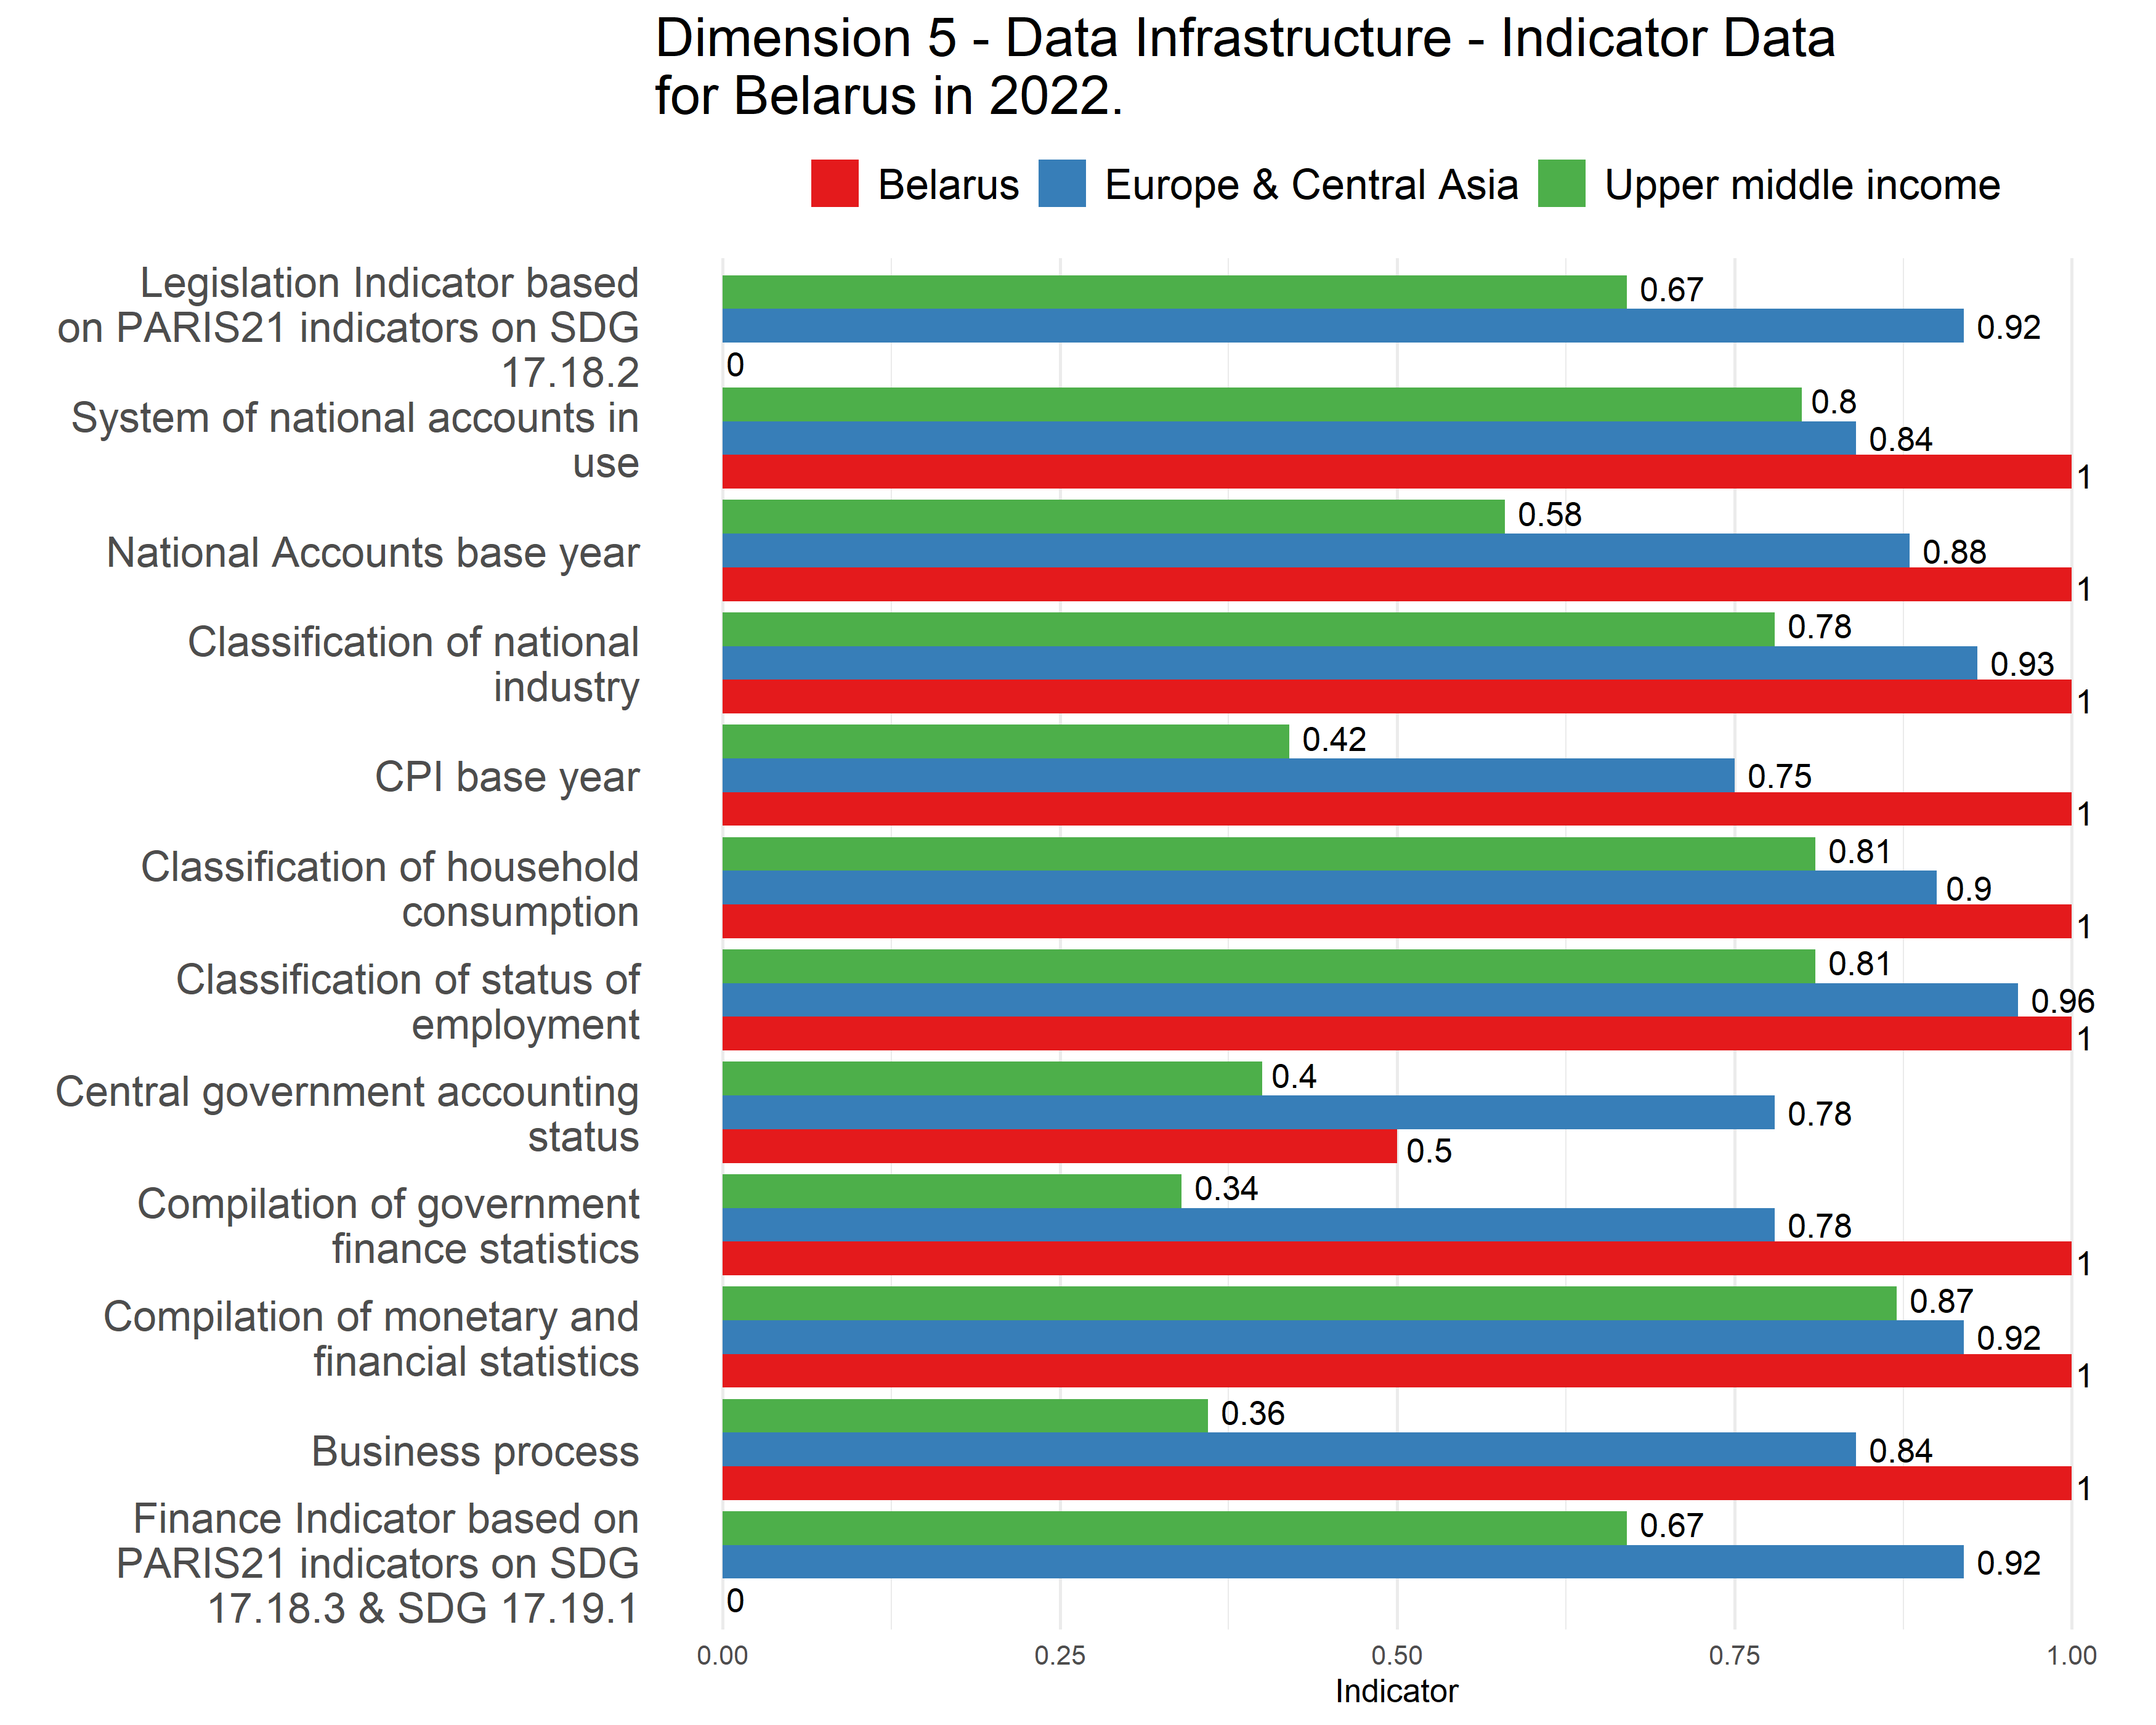 Dimension 5 - Data Infrastructure - Indicator Data
for Belarus in 2022.
Belarus
Europe & Central Asia
Upper middle income
Legislation Indicator based
on PARIS21 indicators on SDG
17.18.2
0.67
0.92
0
System of national accounts in
use
0.8
0.84
1
National Accounts base year
0.58
0.88
1
Classification of national
industry
0.78
0.93
1
CPI base year
0.42
0.75
1
Classification of household
consumption
0.81
0.9
1
Classification of status of
employment
0.81
0.96
1
Central government accounting
status
0.4
0.78
0.5
Compilation of government
finance statistics
0.34
0.78
1
Compilation of monetary and
financial statistics
0.87
0.92
1
Business process
0.36
0.84
1
Finance Indicator based on
PARIS21 indicators on SDG
17.18.3 & SDG 17.19.1
0.67
0.92
0
0.00
0.25
0.50
0.75
1.00
Indicator